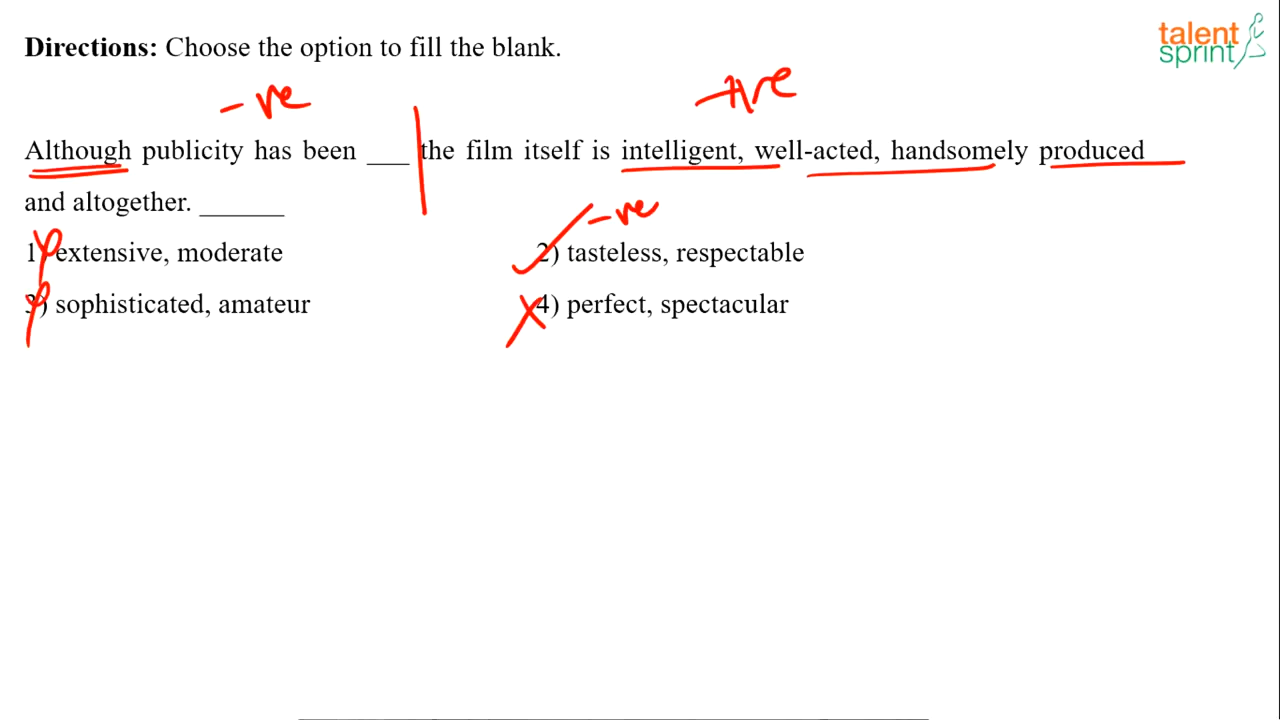 talent
sprint
Directions: Choose the option to fill the blank.
-ve
+ve
Although publicity has been ___ the film itself is intelligent, well-acted, handsomely produced
and altogether. ______
-ve
1) extensive, moderate
2) tasteless, respectable
3) sophisticated, amateur
4) perfect, spectacular